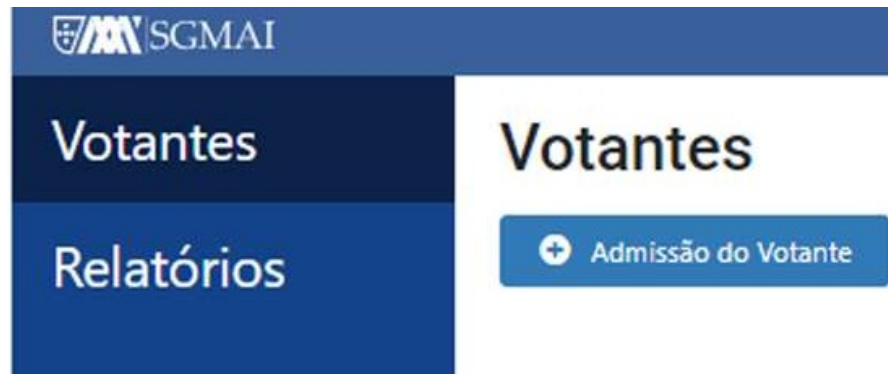 SGMAI
Votantes
Relatórios
Votantes
Admissão do Votante